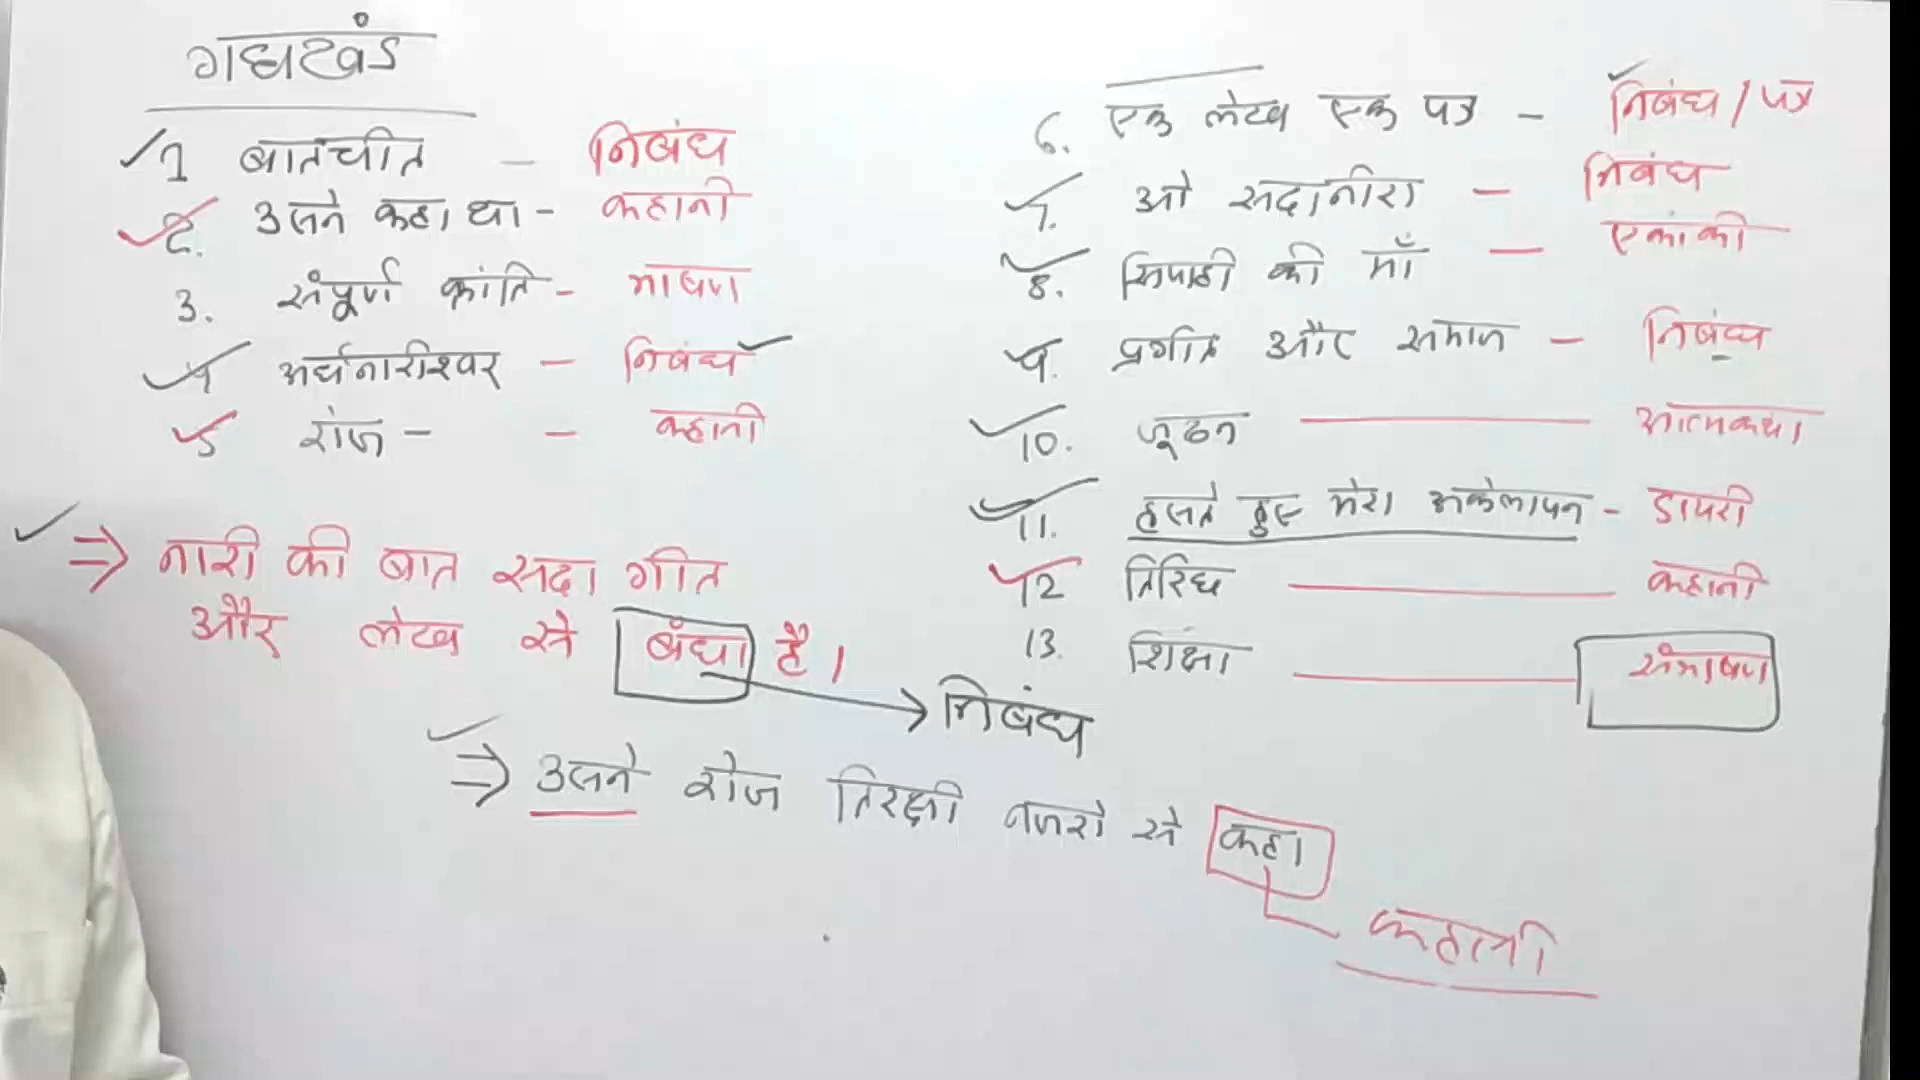 गद्यखंड
1 बातचीत - निबंध
2. उसने कहा था - कहानी
3. संपूर्ण क्रांति - भाषण
4 अर्धनारीश्वर - निबंध
5 रोज - - कहानी
⇒ नारी की बात सदा गीत
और लेख से बंधा है।
→ निबंध
⇒ उसने रोज तिरक्षी नजरो से कहा
कहानी
6. एक लेख एक पत्र - निबंध / पत्र
7. ओ सदानीरा - निबंध
8. सिपाही की माँ - एकांकी
9. प्रगीत और समाज - निबंध
10. जूठन - आत्मकथा
11. हसते हुए मेरा अकेलापन - डायरी
12 तिरिछ - कहानी
13. शिक्षा - संभाषण